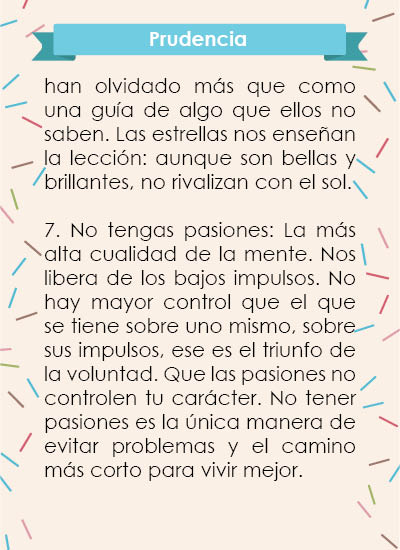 Prudencia
han olvidado más que como
una guía de algo que ellos no
saben. Las estrellas nos enseñan
la lección: aunque son bellas y
brillantes, no rivalizan con el sol.
7. No tengas pasiones: La más
alta cualidad de la mente. Nos
libera de los bajos impulsos. No
hay mayor control que el que
se tiene sobre uno mismo, sobre
sus impulsos, ese es el triunfo de
la voluntad. Que las pasiones no
controlen tu carácter. No tener
pasiones es la única manera de
evitar problemas y el camino
más corto para vivir mejor.